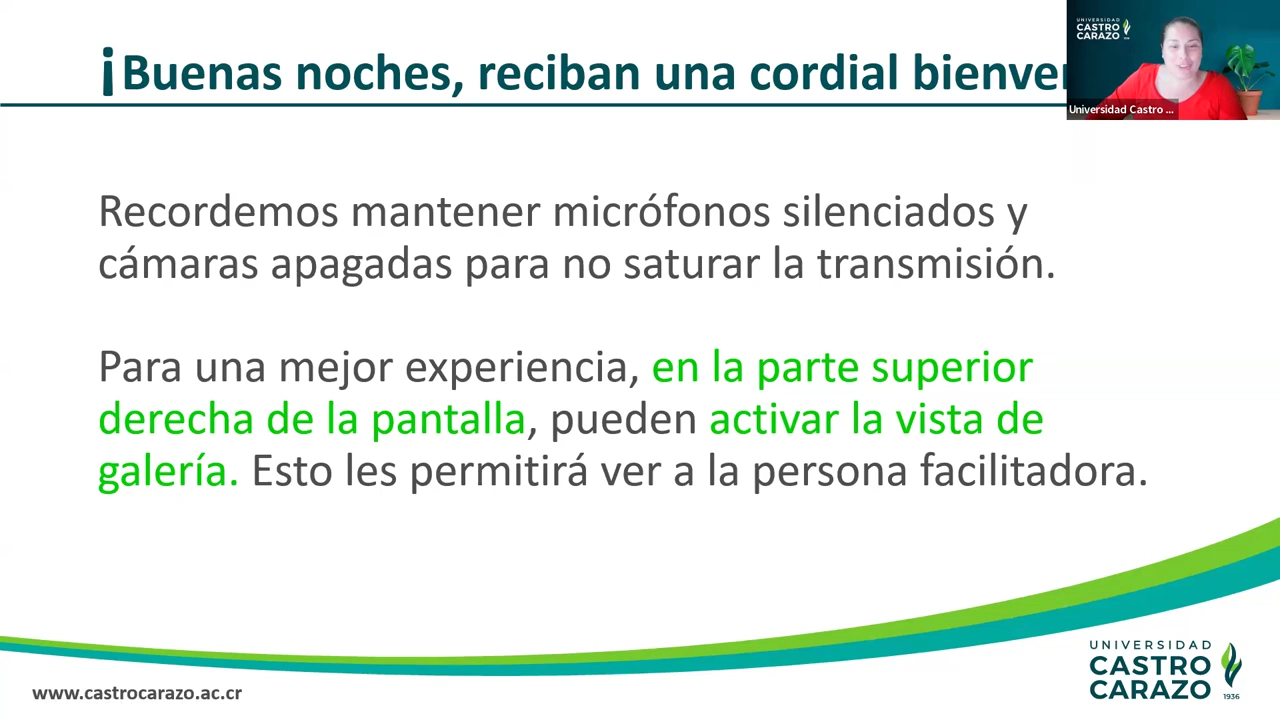 ¡Buenas noches, reciban una cordial
UNIVERSIDAD
CASTRO
CARAZO
Universidad Castro ...
Recordemos mantener micrófonos silenciados y
cámaras apagadas para no saturar la transmisión.
Para una mejor experiencia, en la parte superior
derecha de la pantalla, pueden activar la vista de
galería. Esto les permitirá ver a la persona facilitadora.
www.castrocarazo.ac.cr
UNIVERSIDAD
CASTRO
CARAZO
1936